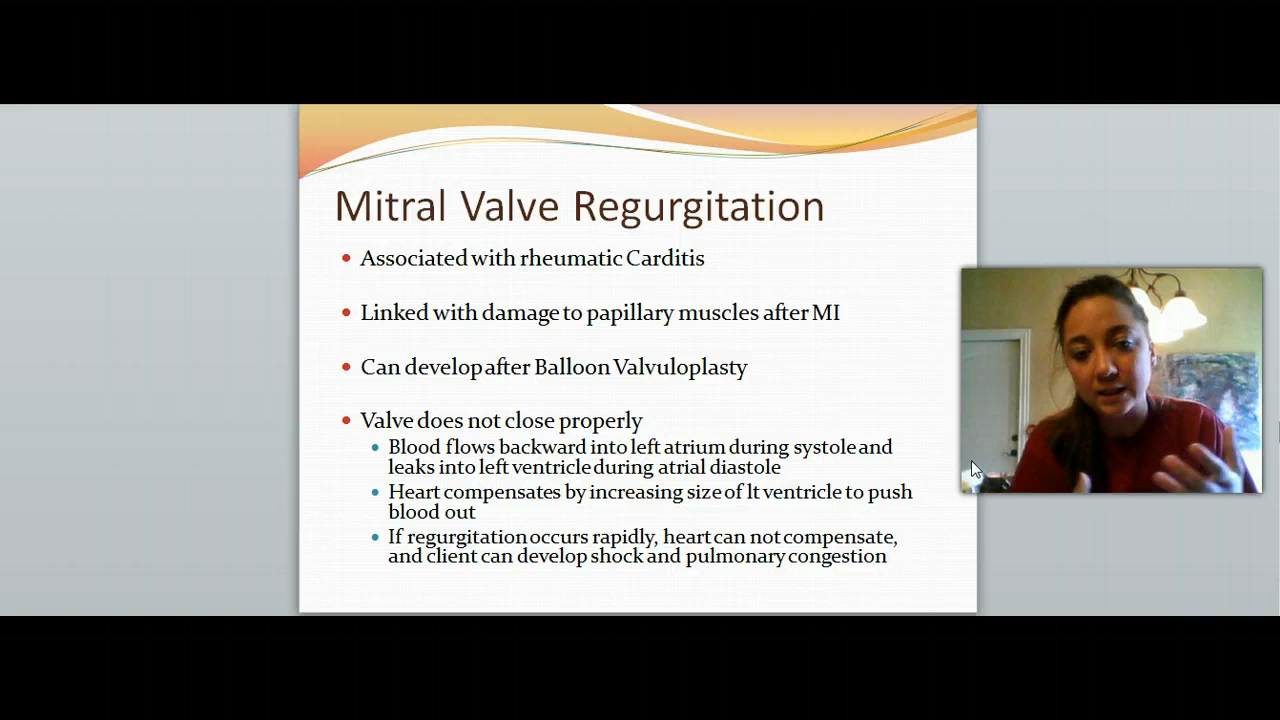 Mitral Valve Regurgitation
Associated with rheumatic Carditis
Linked with damage to papillary muscles after MI
Can develop after Balloon Valvuloplasty
Valve does not close properly
Blood flows backward into left atrium during systole and
leaks into left ventricle during atrial diastole
Heart compensates by increasing size of lt ventricle to push
blood out
If regurgitation occurs rapidly, heart can not compensate,
and client can develop shock and pulmonary congestion